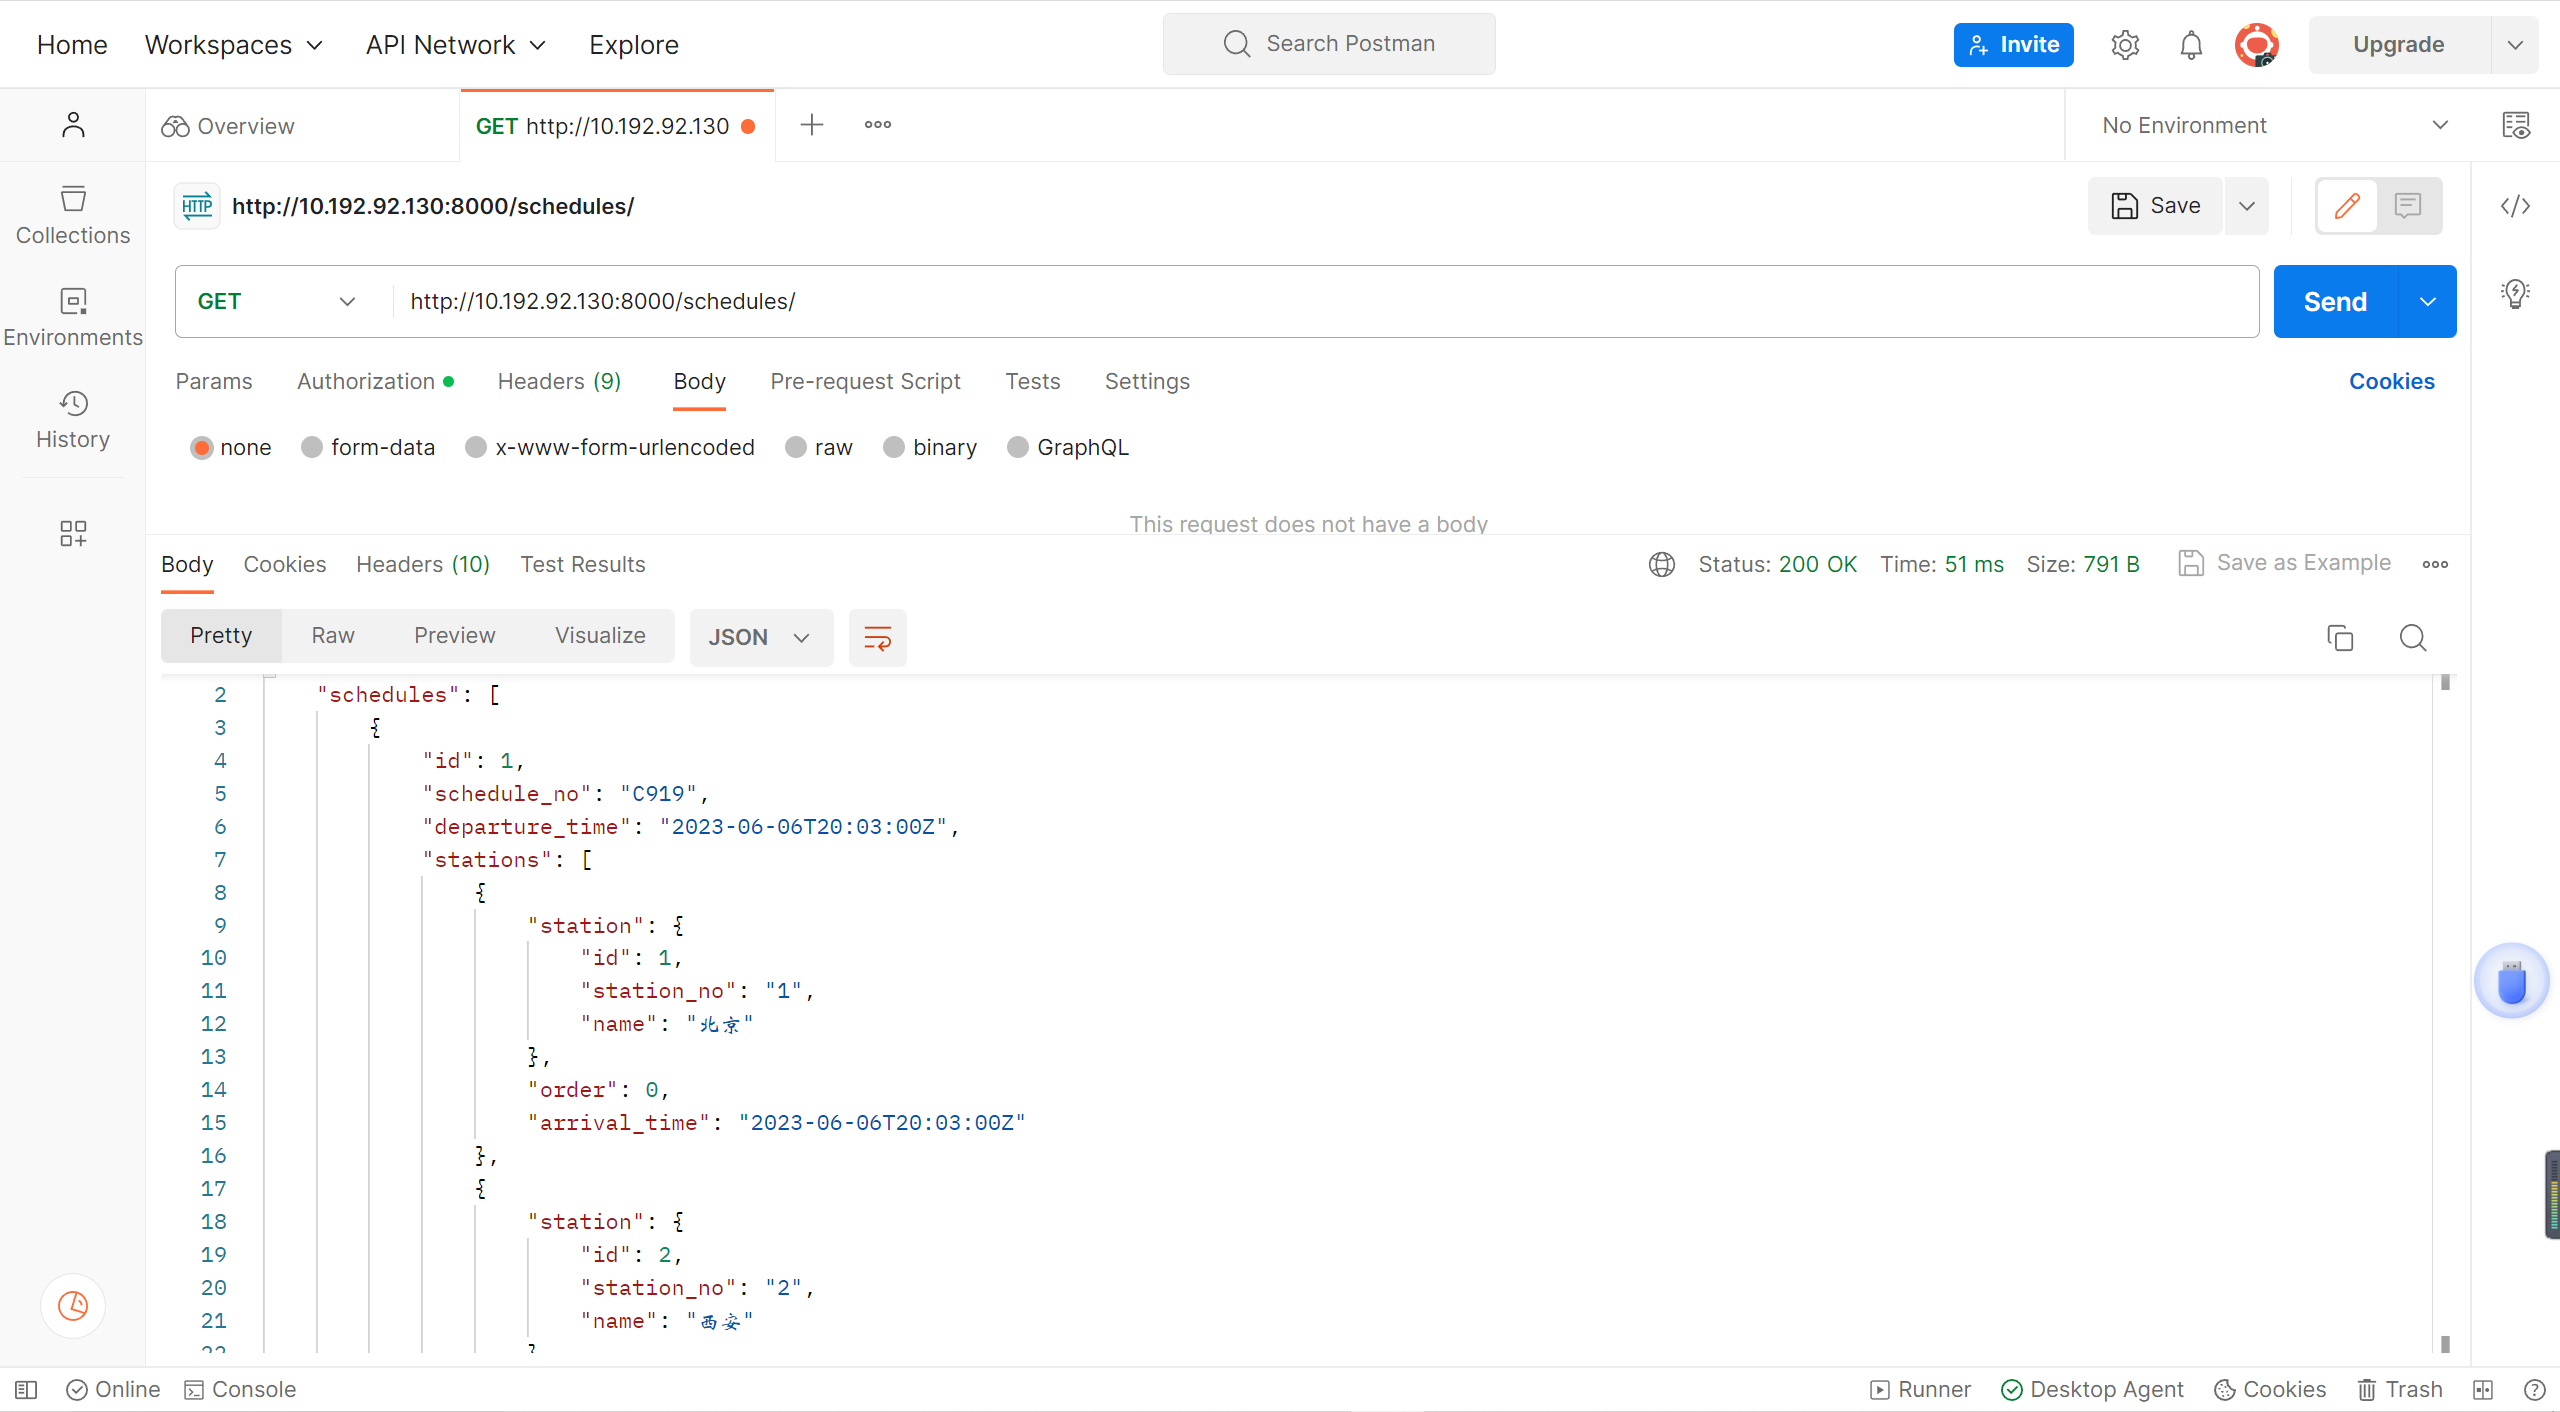 Home Workspaces API Network Explore Search Postman Invite Upgrade
Overview GET http://10.192.92.130 No Environment
HTTP http://10.192.92.130:8000/schedules/ Save
Collections
GET http://10.192.92.130:8000/schedules/ Send
Environments
Params Authorization Headers (9) Body Pre-request Script Tests Settings Cookies
History
none form-data x-www-form-urlencoded raw binary GraphQL
This request does not have a body
Body Cookies Headers (10) Test Results Status: 200 OK Time: 51 ms Size: 791 B Save as Example
Pretty Raw Preview Visualize JSON
2 "schedules": [
3 {
4 "id": 1,
5 "schedule_no": "C919",
6 "departure_time": "2023-06-06T20:03:00Z",
7 "stations": [
8 {
9 "station": {
10 "id": 1,
11 "station_no": "1",
12 "name": "北京"
13 },
14 "order": 0,
15 "arrival_time": "2023-06-06T20:03:00Z"
16 },
17 {
18 "station": {
19 "id": 2,
20 "station_no": "2",
21 "name": "西安"
22 }
Online Console Runner Desktop Agent Cookies Trash